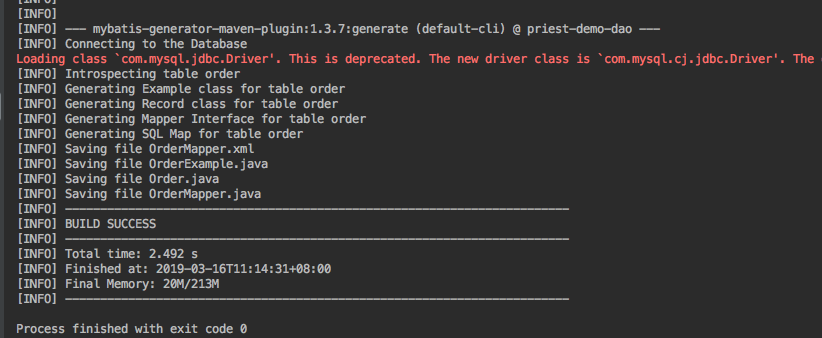 [INFO]
[INFO]
[INFO] --- mybatis-generator-maven-plugin:1.3.7:generate (default-cli) @ priest-demo-dao ---
[INFO] Connecting to the Database
Loading class `com.mysql.jdbc.Driver'. This is deprecated. The new driver class is `com.mysql.cj.jdbc.Driver'. The
[INFO] Introspecting table order
[INFO] Generating Example class for table order
[INFO] Generating Record class for table order
[INFO] Generating Mapper Interface for table order
[INFO] Generating SQL Map for table order
[INFO] Saving file OrderMapper.xml
[INFO] Saving file OrderExample.java
[INFO] Saving file Order.java
[INFO] Saving file OrderMapper.java
[INFO] ------------------------------------------------------------------------
[INFO] BUILD SUCCESS
[INFO] ------------------------------------------------------------------------
[INFO] Total time: 2.492 s
[INFO] Finished at: 2019-03-16T11:14:31+08:00
[INFO] Final Memory: 20M/213M
[INFO] ------------------------------------------------------------------------
Process finished with exit code 0